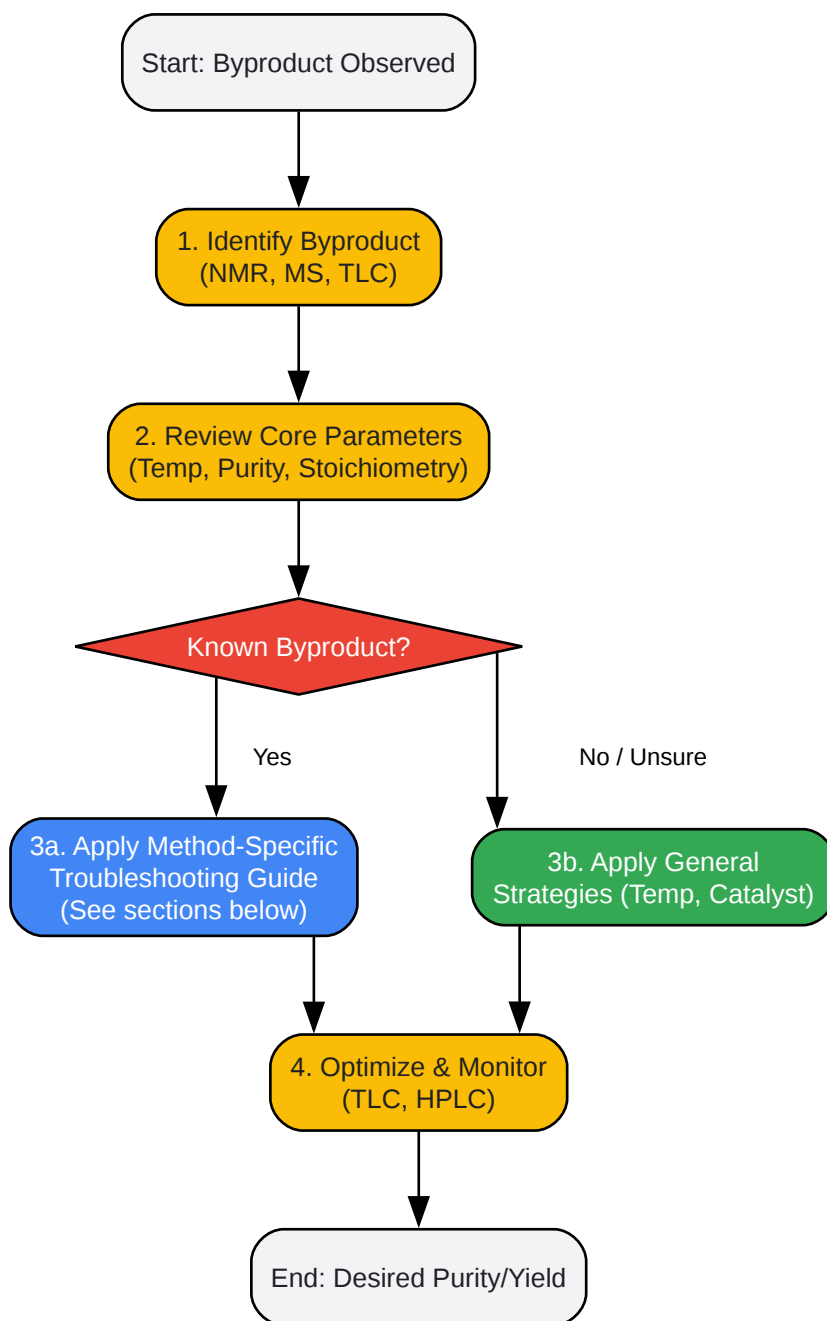 Start: Byproduct Observed
1. Identify Byproduct
(NMR, MS, TLC)
2. Review Core Parameters
(Temp, Purity, Stoichiometry)
Known Byproduct?
Yes
No / Unsure
3a. Apply Method-Specific
Troubleshooting Guide
(See sections below)
3b. Apply General
Strategies (Temp, Catalyst)
4. Optimize & Monitor
(TLC, HPLC)
End: Desired Purity/Yield